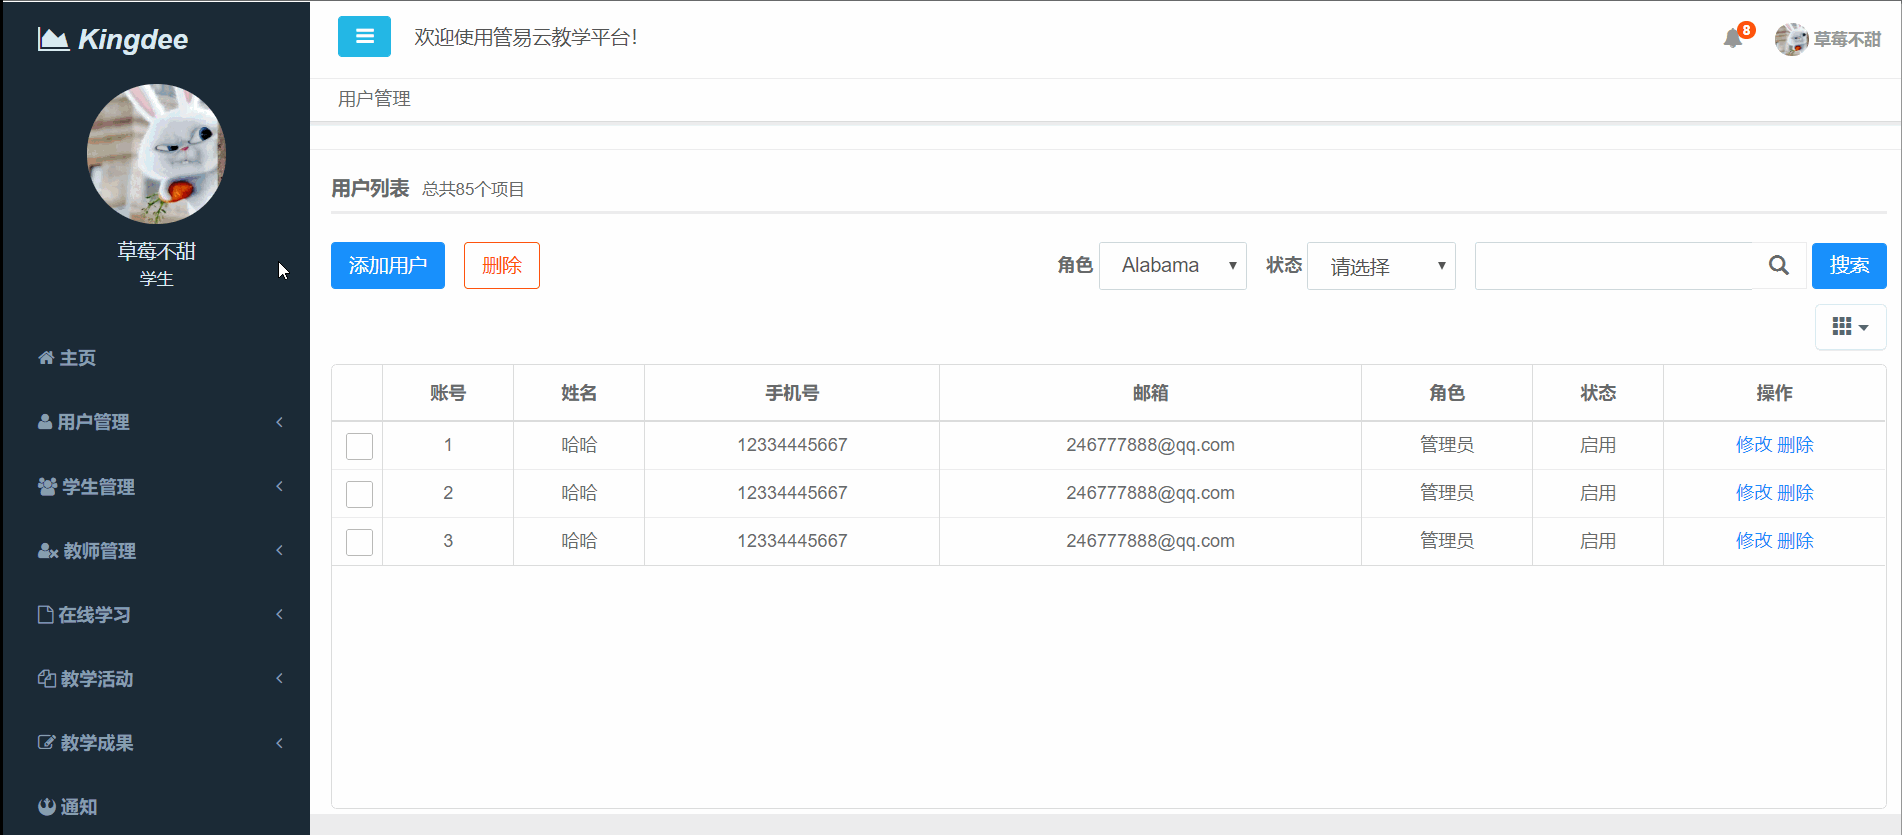 Kingdee
草莓不甜
学生
主页
用户管理
学生管理
教师管理
在线学习
教学活动
教学成果
通知
欢迎使用管易云教学平台!
8
草莓不甜
用户管理
用户列表 总共85个项目
添加用户 删除 角色 Alabama 状态 请选择 搜索
账号 姓名 手机号 邮箱 角色 状态 操作
1 哈哈 12334445667 246777888@qq.com 管理员 启用 修改 删除
2 哈哈 12334445667 246777888@qq.com 管理员 启用 修改 删除
3 哈哈 12334445667 246777888@qq.com 管理员 启用 修改 删除